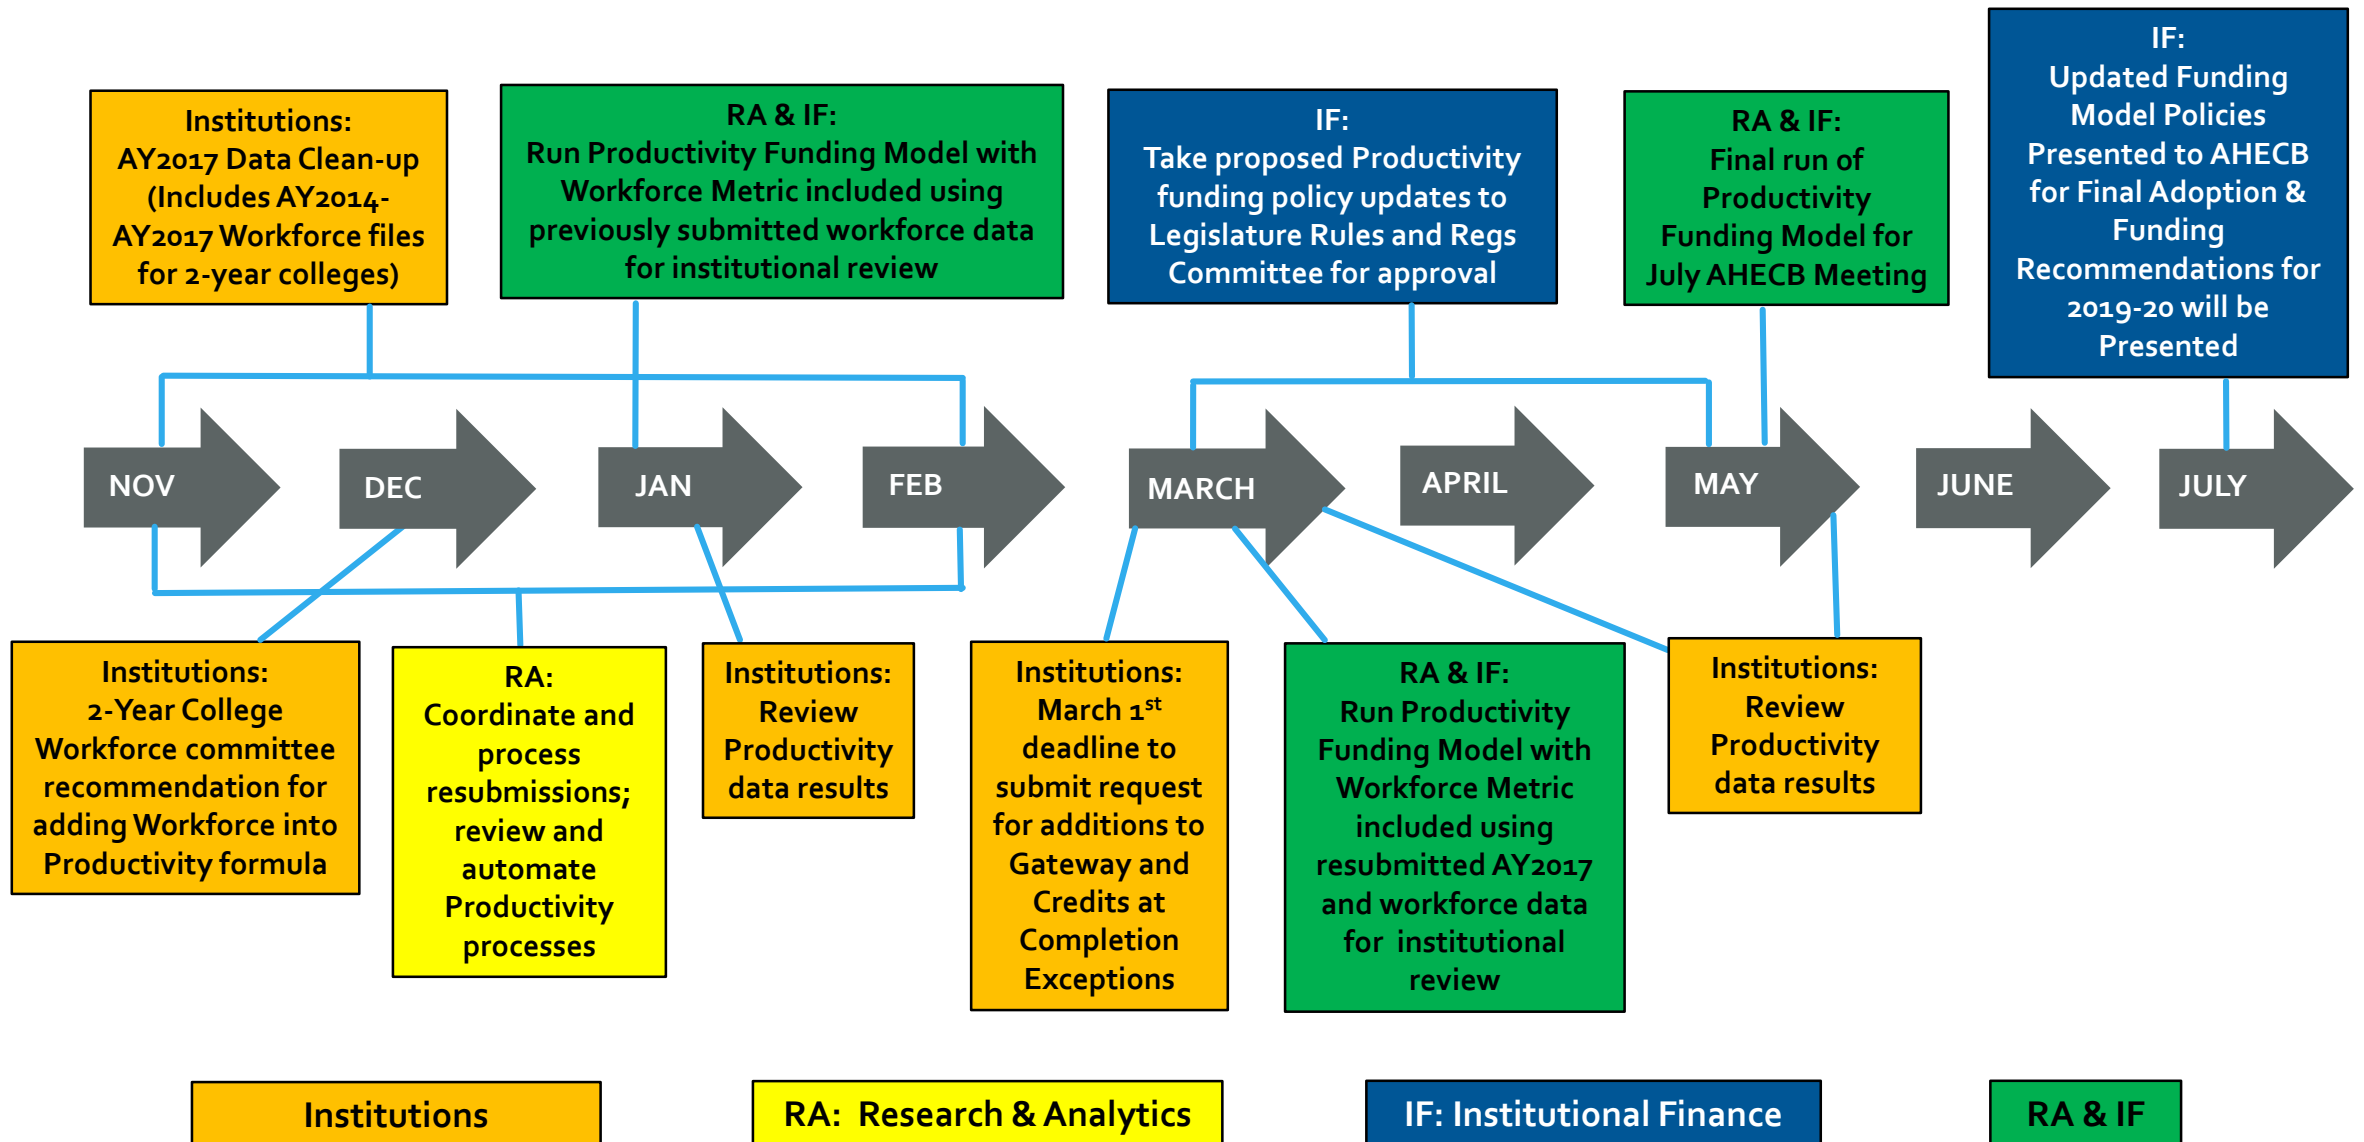 IF:
Updated Funding
Model Policies
Presented to AHECB
for Final Adoption &
Funding
Recommendations for
2019-20 will be
Presented
Institutions:
AY2017 Data Clean-up
(Includes AY2014-
AY2017 Workforce files
for 2-year colleges)
RA & IF:
Run Productivity Funding Model with
Workforce Metric included using
previously submitted workforce data
for institutional review
IF:
Take proposed Productivity
funding policy updates to
Legislature Rules and Regs
Committee for approval
RA & IF:
Final run of
Productivity
Funding Model for
July AHECB Meeting
NOV
DEC
JAN
FEB
MARCH
APRIL
MAY
JUNE
JULY
Institutions:
2-Year College
Workforce committee
recommendation for
adding Workforce into
Productivity formula
RA:
Coordinate and
process
resubmissions;
review and
automate
Productivity
processes
Institutions:
Review
Productivity
data results
Institutions:
March 1st
deadline to
submit request
for additions to
Gateway and
Credits at
Completion
Exceptions
RA & IF:
Run Productivity
Funding Model with
Workforce Metric
included using
resubmitted AY2017
and workforce data
for institutional
review
Institutions:
Review
Productivity
data results
Institutions
RA: Research & Analytics
IF: Institutional Finance
RA & IF